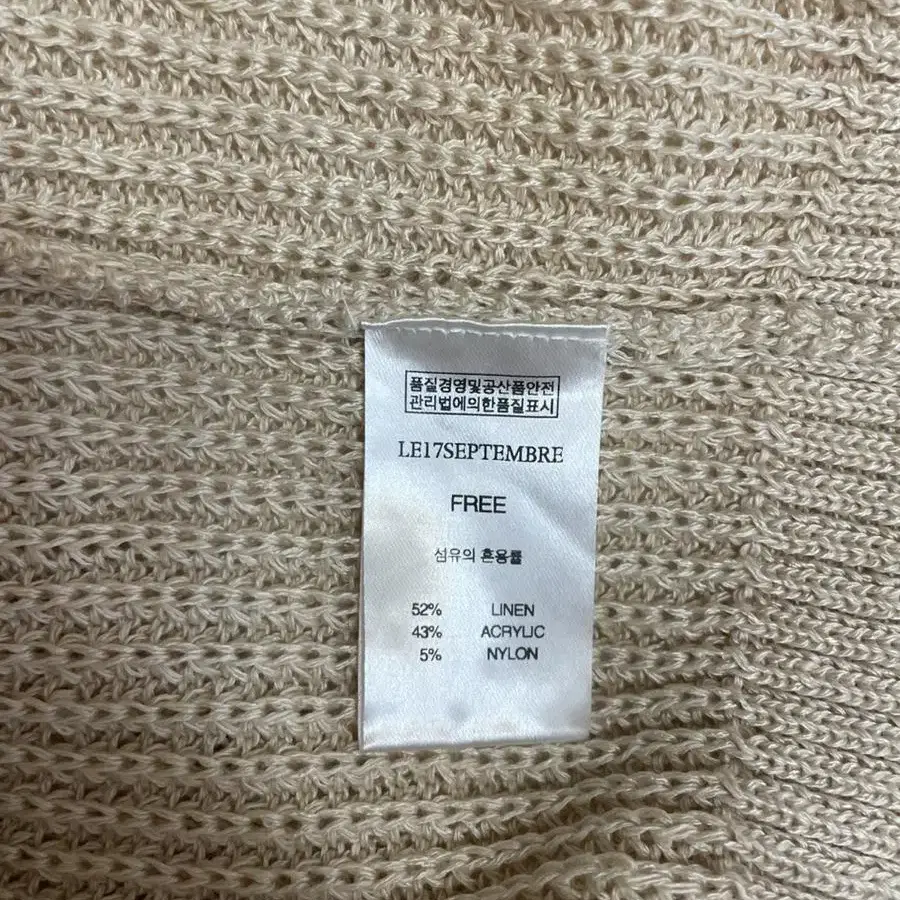 품질경영및공산품안전
관리법에의한품질표시
LE17SEPTEMBRE
FREE
섬유의 혼용률
52% LINEN
43% ACRYLIC
5% NYLON